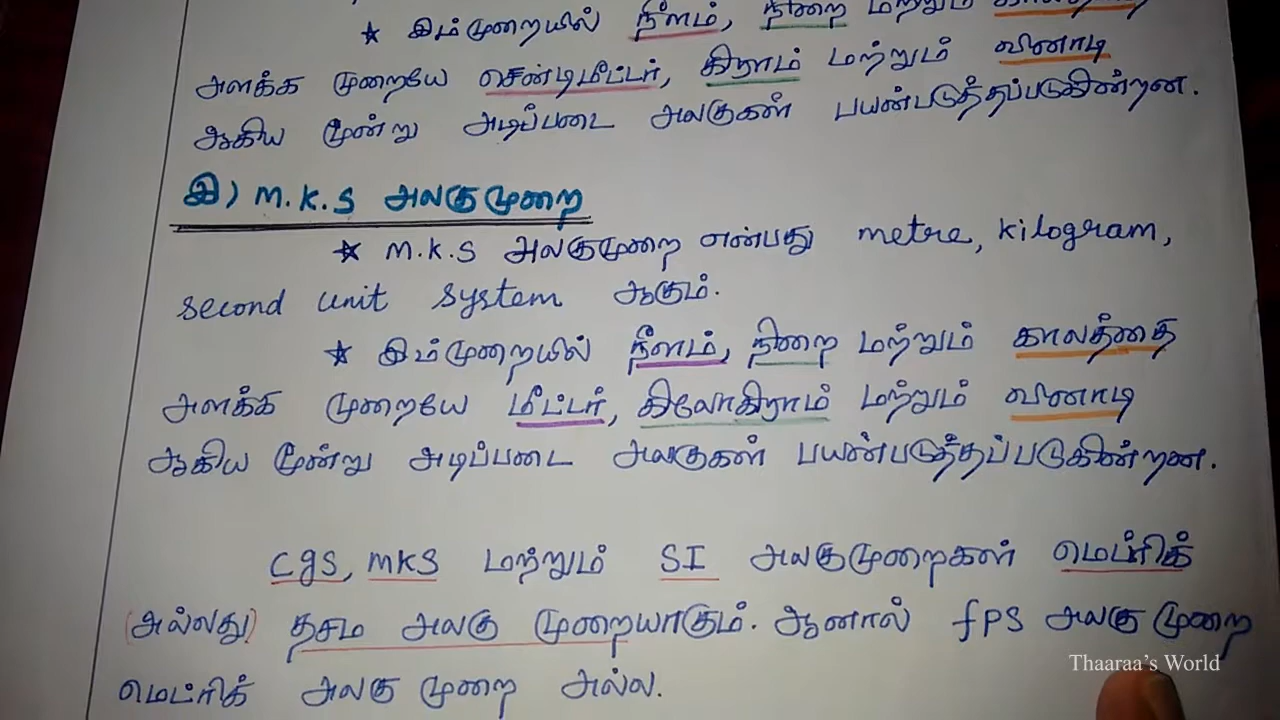 ★ இம்முறையில் நீளம், நிறை மற்றும் காலத்தை
அளக்க முறையே சென்டிமீட்டர், கிராம் மற்றும் வினாடி
ஆகிய மூன்று அடிப்படை அலகுகள் பயன்படுத்தப்படுகின்றன.
இ) M.K.S அலகுமுறை
★ M.K.S அலகுமுறை என்பது metre, kilogram,
second unit system ஆகும்.
★ இம்முறையில் நீளம், நிறை மற்றும் காலத்தை
அளக்க முறையே மீட்டர், கிலோகிராம் மற்றும் வினாடி
ஆகிய மூன்று அடிப்படை அலகுகள் பயன்படுத்தப்படுகின்றன.
CGS, MKS மற்றும் SI அலகுமுறைகள் மெட்ரிக்
(அல்லது) தசம அலகு முறையாகும். ஆனால் fps அலகு முறை
மெட்ரிக் அலகு முறை அல்ல.
Thaaraa's World